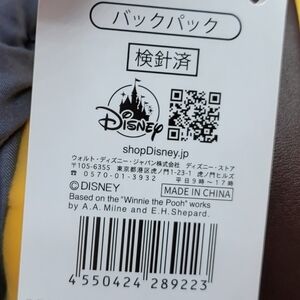 バックパック
検針済
Disney
shopDisney.jp
ウォルト・ディズニー・ジャパン株式会社 ディズニー・ストア
〒105-6355 東京都港区虎ノ門1-23-1 虎ノ門ヒルズ
☎ 0570-01-3932 平日9時~17時
©DISNEY MADE IN CHINA
Based on the "Winnie the Pooh" works
by A.A. Milne and E.H.Shepard.
4 550424 289223